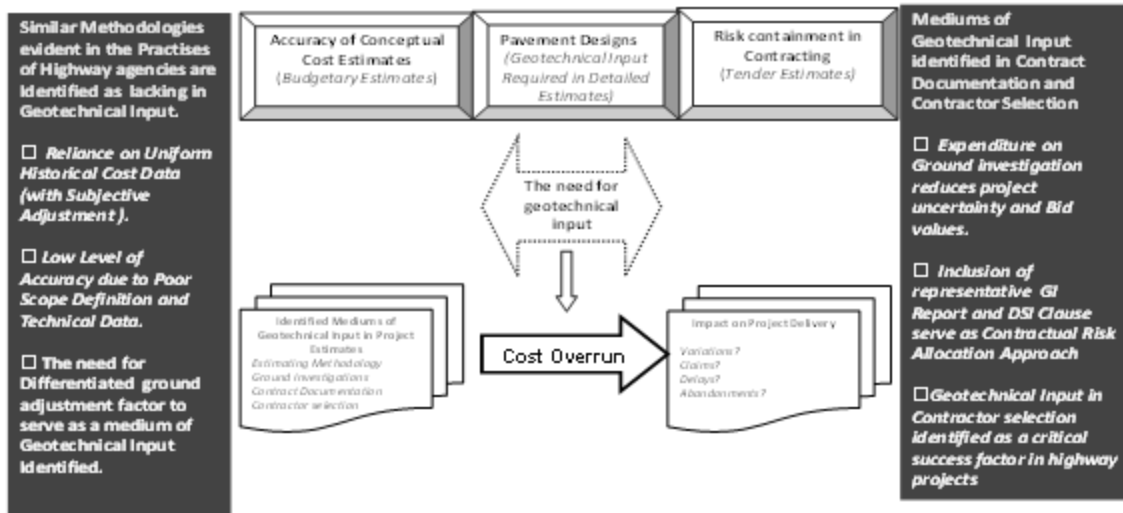 Similar Methodologies
evident in the Practises
of Highway agencies are
Identified as lacking in
Geotechnical Input.
☐ Reliance on Uniform
Historical Cost Data
(with Subjective
Adjustment ).
☐ Low Level of
Accuracy due to Poor
Scope Definition and
Technical Data.
☐ The need for
Differentiated ground
adjustment factor to
serve as a medium of
Geotechnical Input
Identified.
Accuracy of Conceptual
Cost Estimates
(Budgetary Estimates)
Pavement Designs
(Geotechnical Input
Required in Detailed
Estimates)
Risk containment in
Contracting
(Tender Estimates)
The need for
geotechnical
input
Identified Mediums of
Geotechnical Input in Project
Estimates
Estimating Methodology
Ground investigations
Contract Documentation
Contractor selection
Cost Overrun
Impact on Project Delivery
Variations?
Claims?
Delays?
Abandonments?
Mediums of
Geotechnical Input
identified in Contract
Documentation and
Contractor Selection
☐ Expenditure on
Ground investigation
reduces project
uncertainty and Bid
values.
☐ Inclusion of
representative GI
Report and DSI Clause
serve as Contractual Risk
Allocation Approach
☐Geotechnical Input in
Contractor selection
identified as a critical
success factor in highway
projects